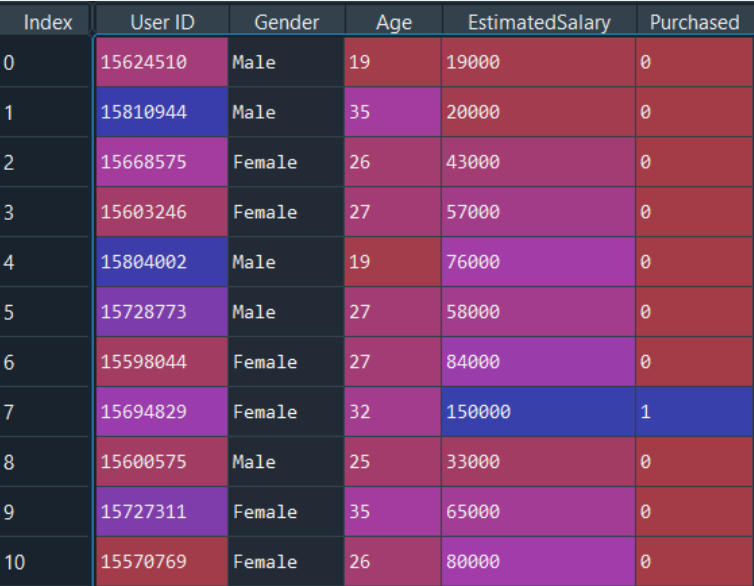 Index User ID Gender Age EstimatedSalary Purchased
0 15624510 Male 19 19000 0
1 15810944 Male 35 20000 0
2 15668575 Female 26 43000 0
3 15603246 Female 27 57000 0
4 15804002 Male 19 76000 0
5 15728773 Male 27 58000 0
6 15598044 Female 27 84000 0
7 15694829 Female 32 150000 1
8 15600575 Male 25 33000 0
9 15727311 Female 35 65000 0
10 15570769 Female 26 80000 0